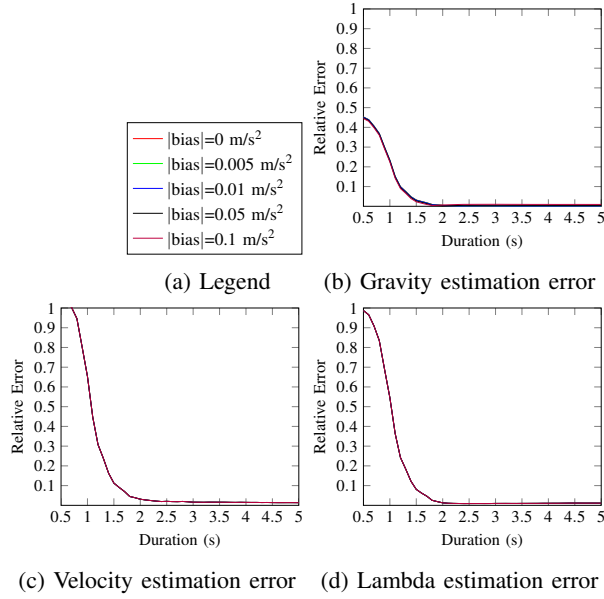 |bias|=0 m/s²
|bias|=0.005 m/s²
|bias|=0.01 m/s²
|bias|=0.05 m/s²
|bias|=0.1 m/s²
(a) Legend
1
0.9
0.8
0.7
0.6
0.5
0.4
0.3
0.2
0.1
Relative Error
0.5 1 1.5 2 2.5 3 3.5 4 4.5 5
Duration (s)
(b) Gravity estimation error
1
0.9
0.8
0.7
0.6
0.5
0.4
0.3
0.2
0.1
Relative Error
0.5 1 1.5 2 2.5 3 3.5 4 4.5 5
Duration (s)
(c) Velocity estimation error
1
0.9
0.8
0.7
0.6
0.5
0.4
0.3
0.2
0.1
Relative Error
0.5 1 1.5 2 2.5 3 3.5 4 4.5 5
Duration (s)
(d) Lambda estimation error